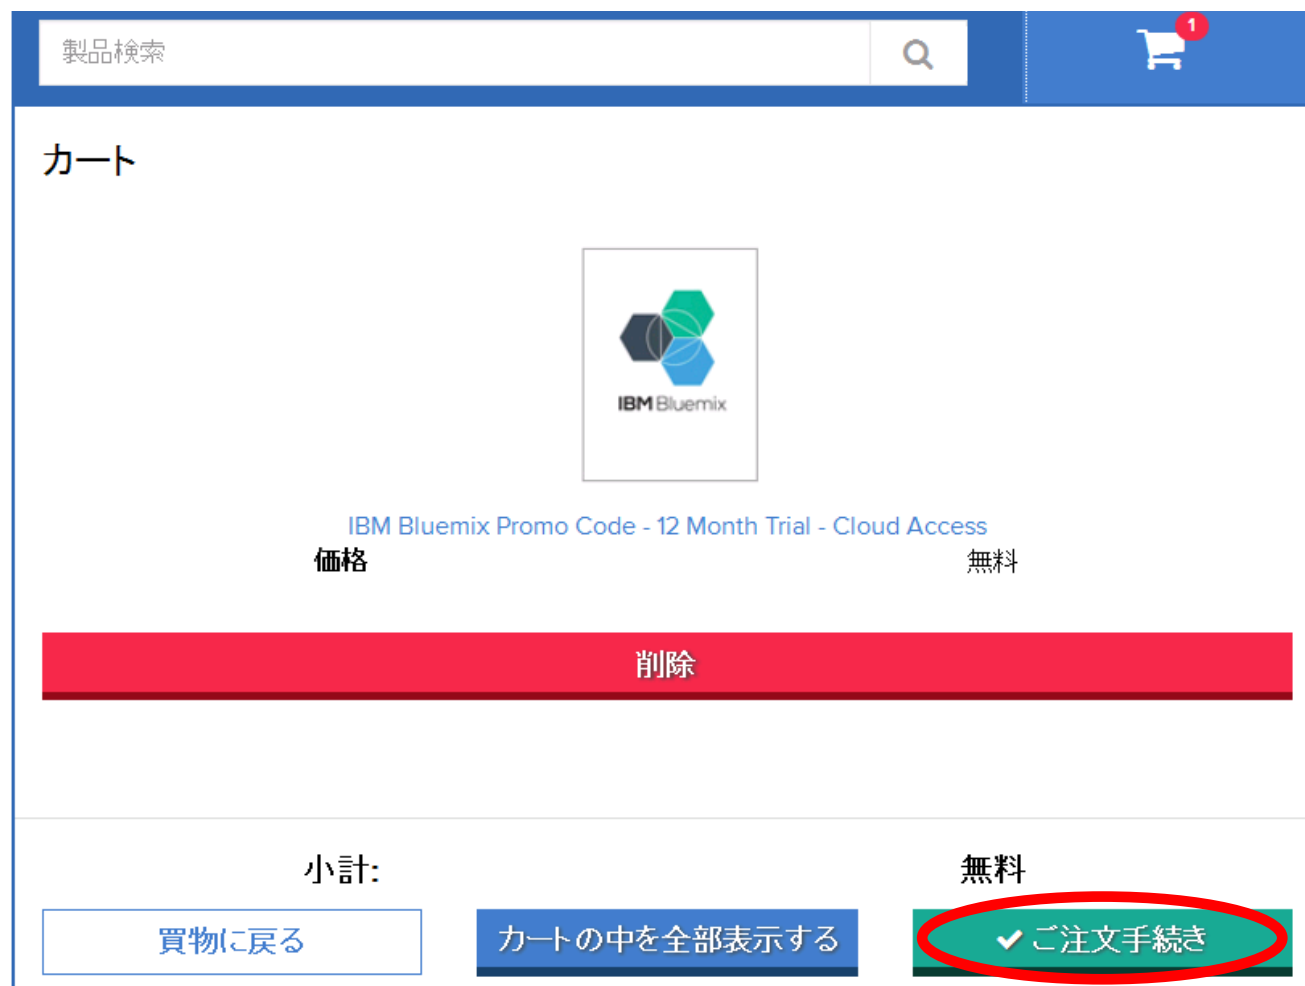 製品検索
1
カート
IBM Bluemix
IBM Bluemix Promo Code - 12 Month Trial - Cloud Access
価格 無料
削除
小計: 無料
買物に戻る カートの中を全部表示する ご注文手続き